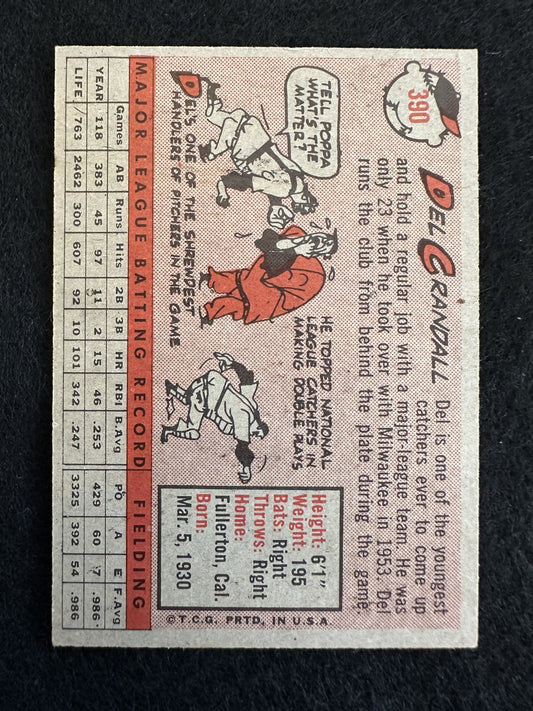 390
DEL CRANDALL
Del is one of the youngest
catchers ever to come up
and hold a regular job with a major-league team. He was
only 23 when he took over with Milwaukee in 1953. Del
runs the club from behind the plate during the game.
TELL POPPA
WHAT'S THE
MATTER?
DEL'S ONE OF THE SHREWDEST
HANDLERS OF PITCHERS IN THE GAME
HE TOPPED NATIONAL
LEAGUE CATCHERS IN
MAKING DOUBLE PLAYS
Height: 6'1"
Weight: 195
Bats: Right
Throws: Right
Home:
Fullerton, Cal.
Born:
Mar. 5, 1930
© T.C.G. PRTD. IN U.S.A.
MAJOR LEAGUE BATTING RECORD FIELDING
Games AB Runs Hits 2B 3B HR RBI B.Avg PO A E F.Avg
YEAR 118 383 45 97 11 2 15 46 .253 429 60 7 .986
LIFE 763 2462 300 607 92 10 101 342 .247 3325 392 54 .986